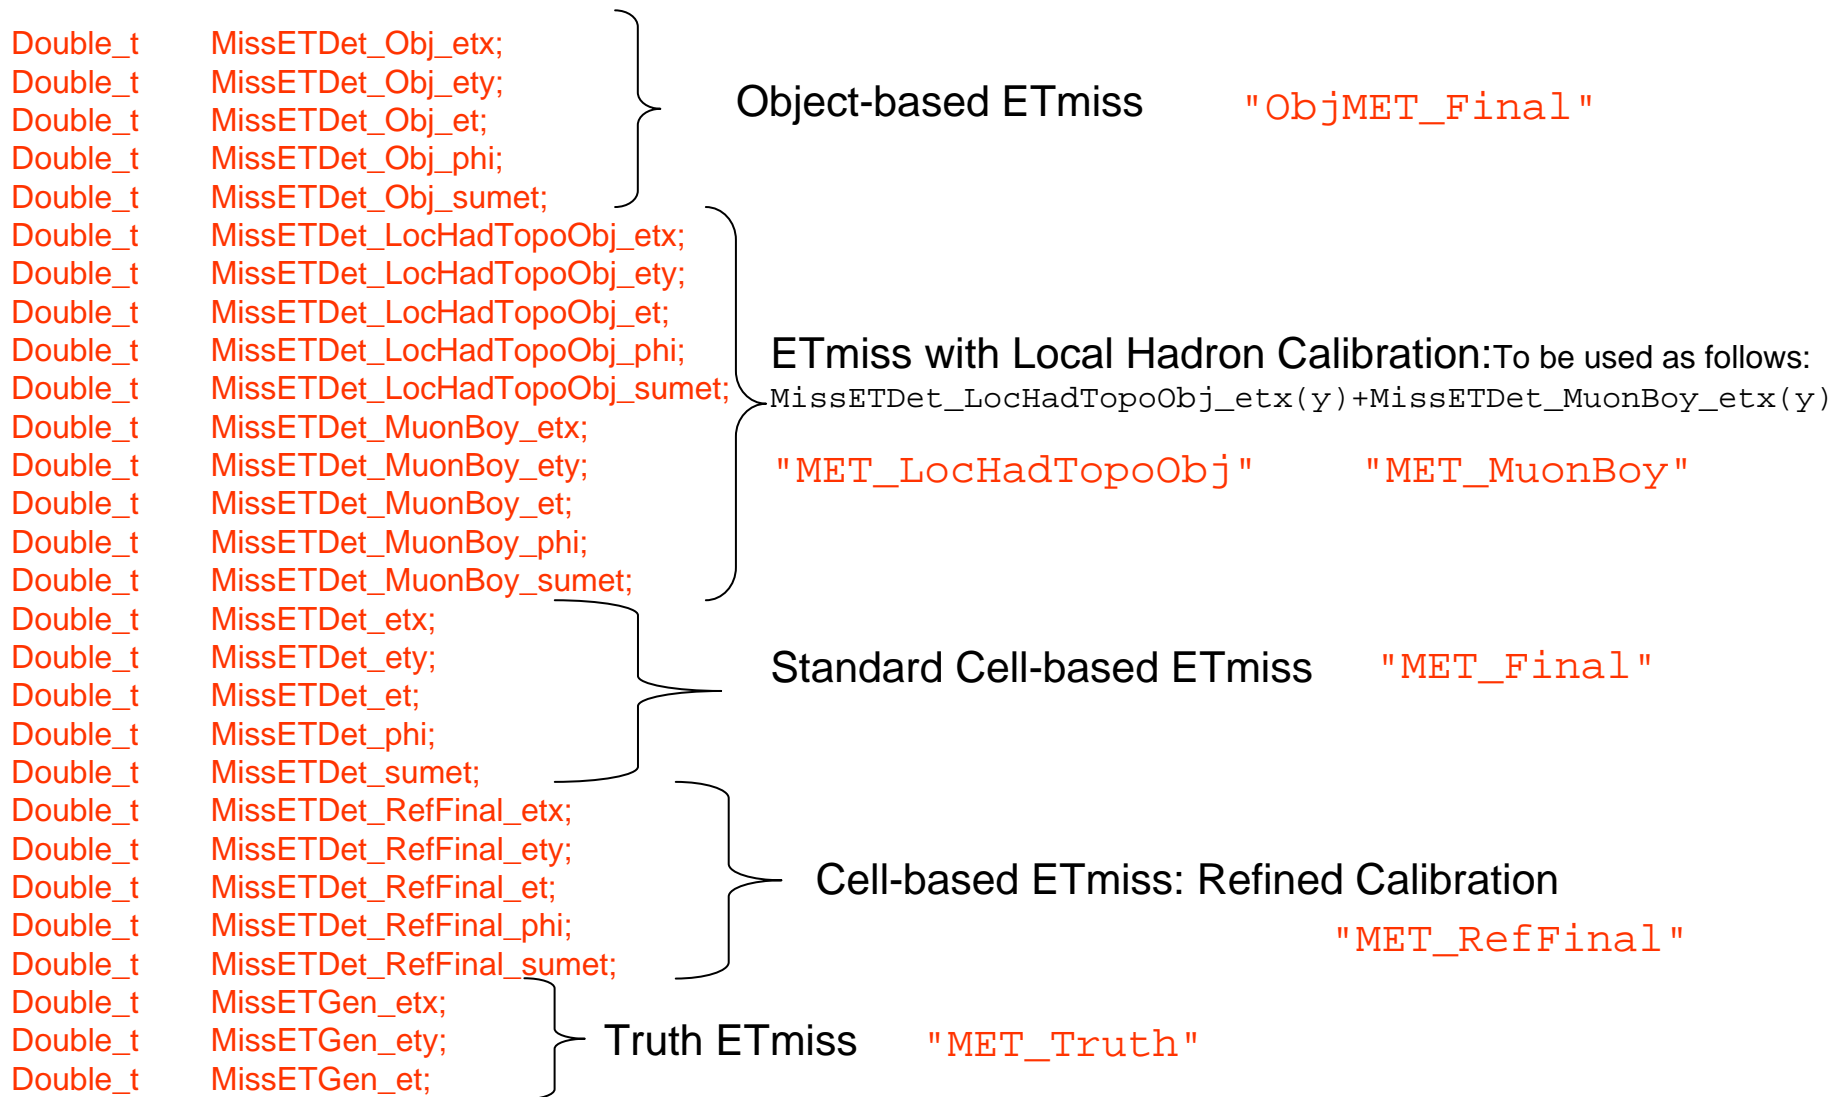 Double_t MissETDet_Obj_etx;
Double_t MissETDet_Obj_ety;
Double_t MissETDet_Obj_et;
Double_t MissETDet_Obj_phi;
Double_t MissETDet_Obj_sumet;
Object-based ETmiss "ObjMET_Final"
Double_t MissETDet_LocHadTopoObj_etx;
Double_t MissETDet_LocHadTopoObj_ety;
Double_t MissETDet_LocHadTopoObj_et;
Double_t MissETDet_LocHadTopoObj_phi;
Double_t MissETDet_LocHadTopoObj_sumet;
Double_t MissETDet_MuonBoy_etx;
Double_t MissETDet_MuonBoy_ety;
Double_t MissETDet_MuonBoy_et;
Double_t MissETDet_MuonBoy_phi;
Double_t MissETDet_MuonBoy_sumet;
ETmiss with Local Hadron Calibration:To be used as follows:
MissETDet_LocHadTopoObj_etx(y)+MissETDet_MuonBoy_etx(y)
"MET_LocHadTopoObj" "MET_MuonBoy"
Double_t MissETDet_etx;
Double_t MissETDet_ety;
Double_t MissETDet_et;
Double_t MissETDet_phi;
Double_t MissETDet_sumet;
Standard Cell-based ETmiss "MET_Final"
Double_t MissETDet_RefFinal_etx;
Double_t MissETDet_RefFinal_ety;
Double_t MissETDet_RefFinal_et;
Double_t MissETDet_RefFinal_phi;
Double_t MissETDet_RefFinal_sumet;
Cell-based ETmiss: Refined Calibration
"MET_RefFinal"
Double_t MissETGen_etx;
Double_t MissETGen_ety;
Double_t MissETGen_et;
Truth ETmiss "MET_Truth"